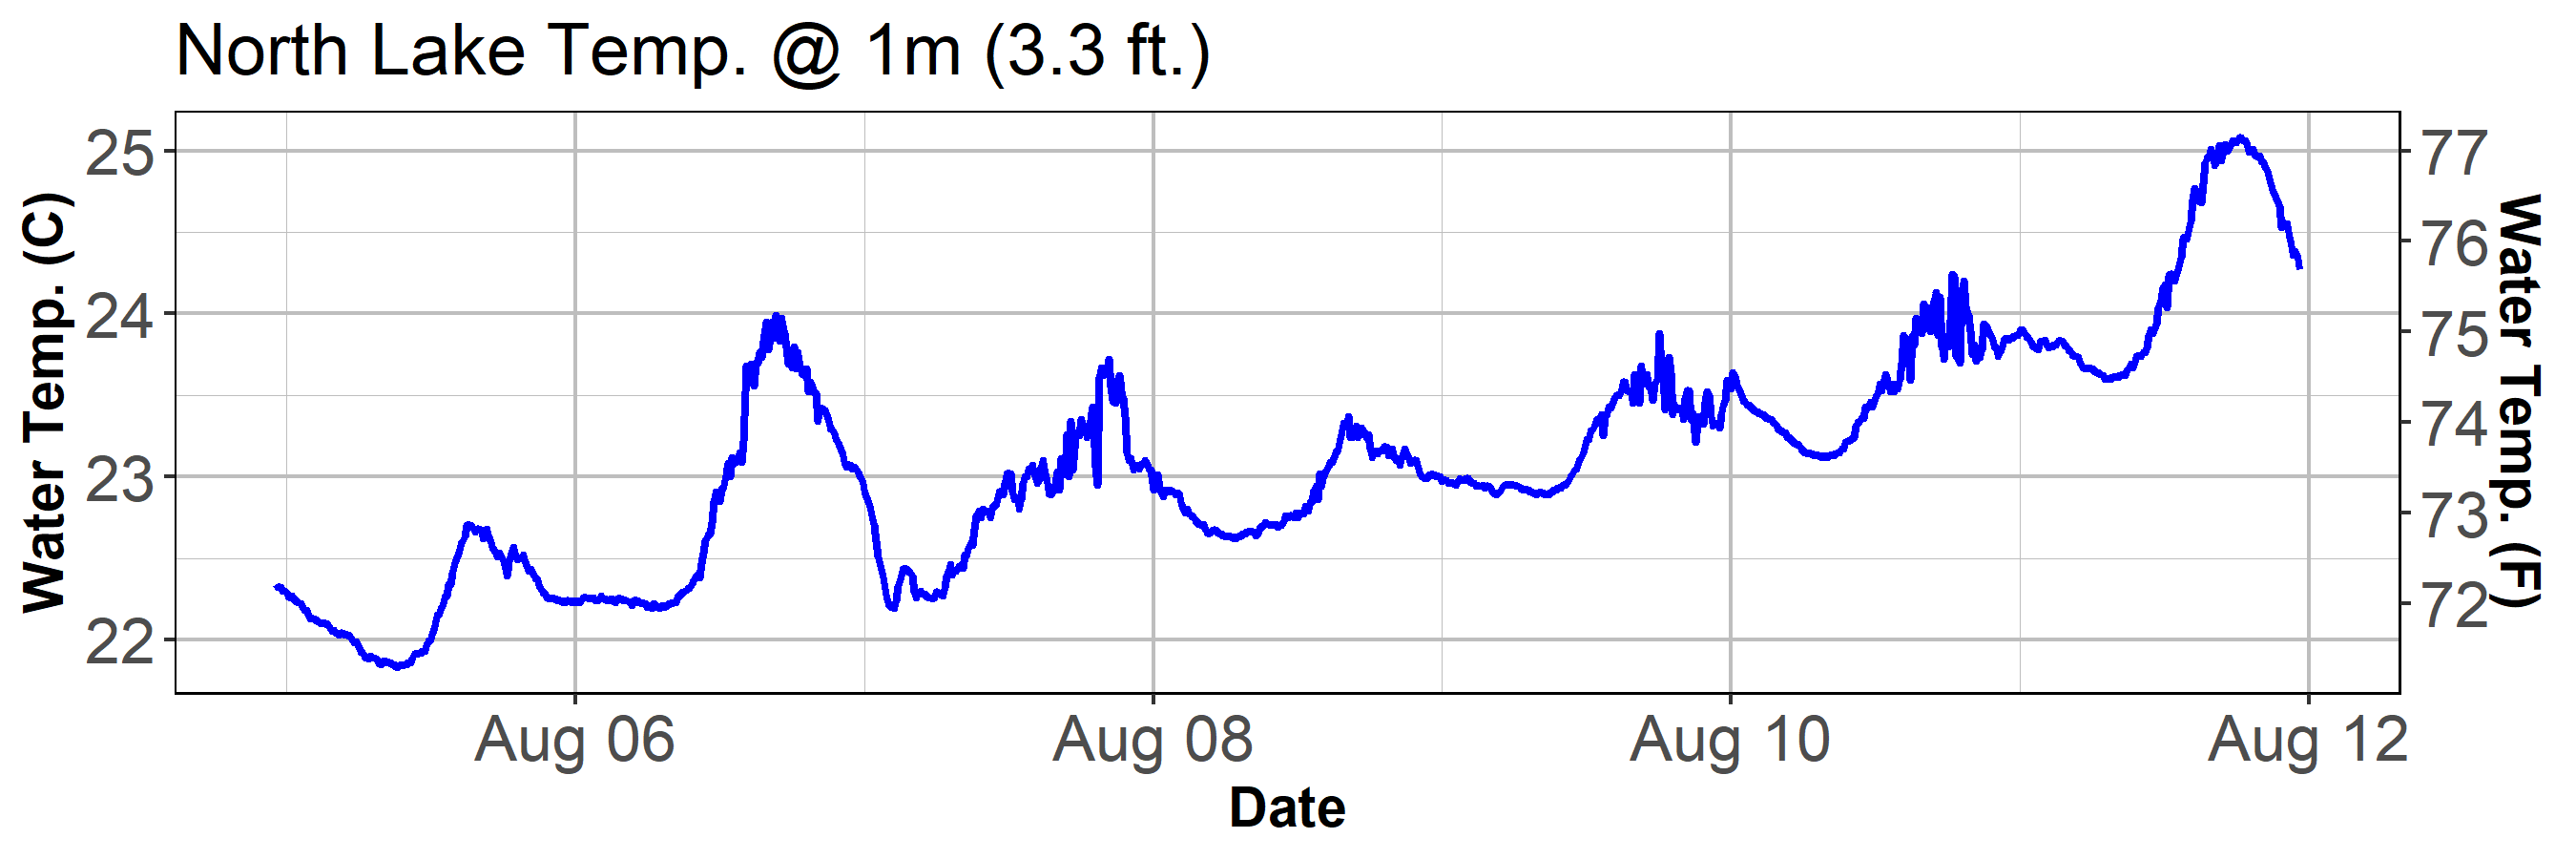 North Lake Temp. @ 1m (3.3 ft.)
Water Temp. (C)
25
24
23
22
77
76
75
74
73
72
Water Temp. (F)
Aug 06
Aug 08
Aug 10
Aug 12
Date